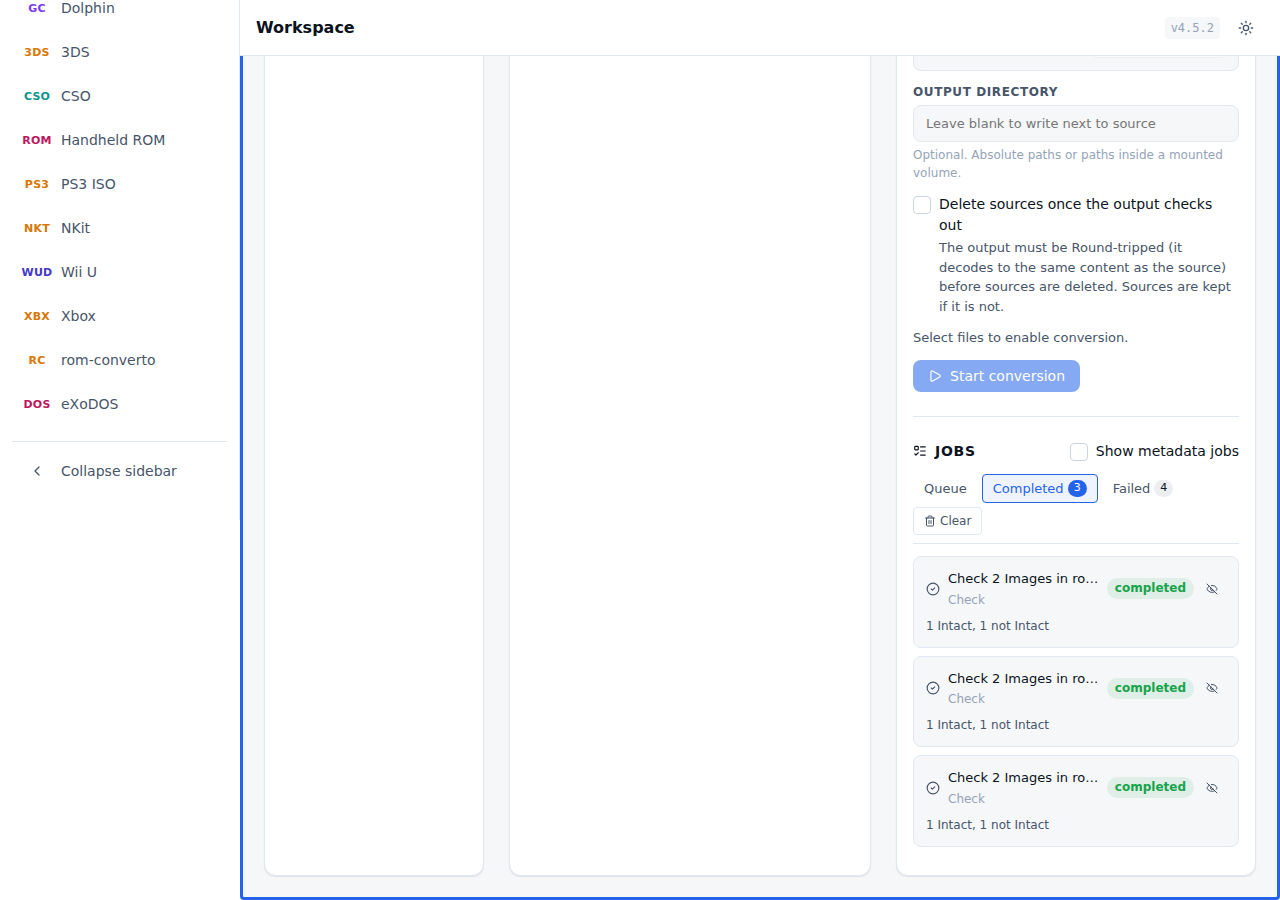 GC Dolphin
3DS 3DS
CSO CSO
ROM Handheld ROM
PS3 PS3 ISO
NKT NKit
WUD Wii U
XBX Xbox
RC rom-converto
DOS eXoDOS
Collapse sidebar
Workspace
v4.5.2
OUTPUT DIRECTORY
Leave blank to write next to source
Optional. Absolute paths or paths inside a mounted
volume.
Delete sources once the output checks
out
The output must be Round-tripped (it
decodes to the same content as the source)
before sources are deleted. Sources are kept
if it is not.
Select files to enable conversion.
Start conversion
JOBS
Show metadata jobs
Queue Completed 3 Failed 4
Clear
Check 2 Images in ro... completed
Check
1 Intact, 1 not Intact
Check 2 Images in ro... completed
Check
1 Intact, 1 not Intact
Check 2 Images in ro... completed
Check
1 Intact, 1 not Intact